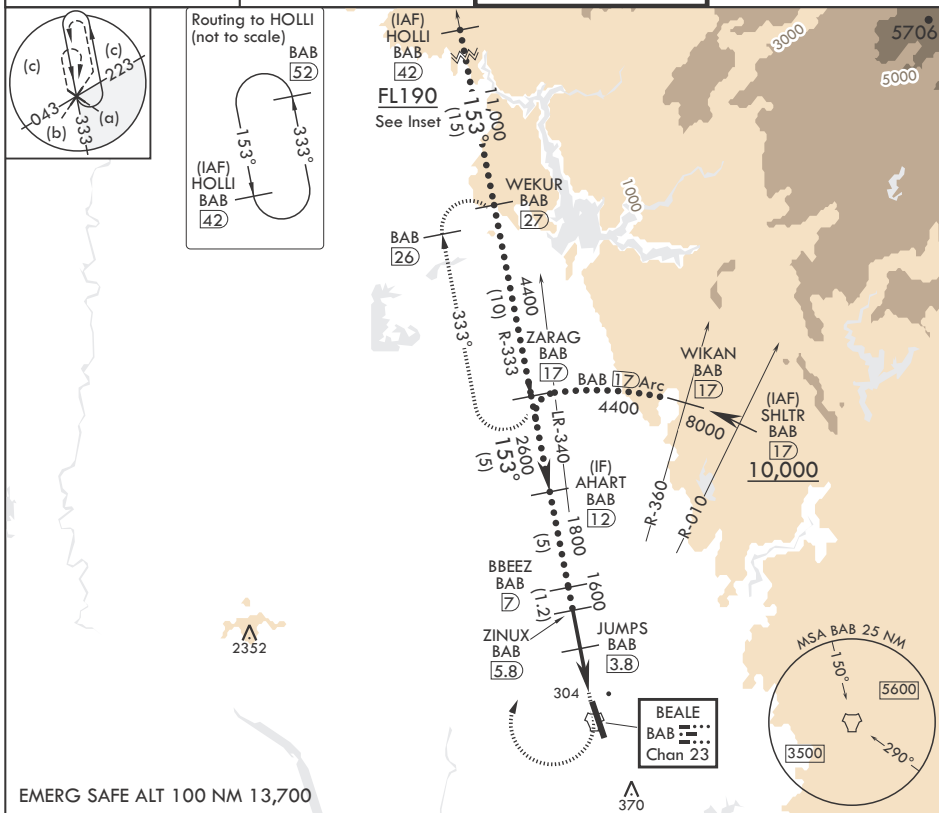 (c)
(c)
223
043
(b)
333
(a)
Routing to HOLLI
(not to scale)
BAB
52
153°
333°
(IAF)
HOLLI
BAB
42
(IAF)
HOLLI
BAB
42
FL190
See Inset
11,000
153°
(15)
3000
5706
5000
1000
WEKUR
BAB
27
BAB
26
333°
4400
(10)
R-333
ZARAG
BAB
17
BAB 17 Arc
4400
WIKAN
BAB
17
8000
(IAF)
SHLTR
BAB
17
10,000
LR-340
2600
153°
(5)
(IF)
AHART
BAB
12
R-360
R-010
1800
(5)
BBEEZ
BAB
7
1600
(1.2)
ZINUX
BAB
5.8
JUMPS
BAB
3.8
2352
304
BEALE
BAB
Chan 23
370
MSA BAB 25 NM
150°
5600
3500
290°
EMERG SAFE ALT 100 NM 13,700